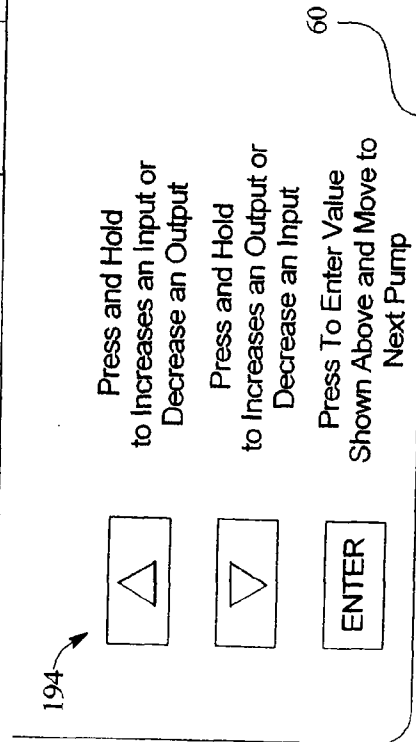 194
Press and Hold
to Increases an Input or
Decrease an Output
Press and Hold
to Increases an Output or
Decrease an Input
ENTER
Press To Enter Value
Shown Above and Move to
Next Pump
60